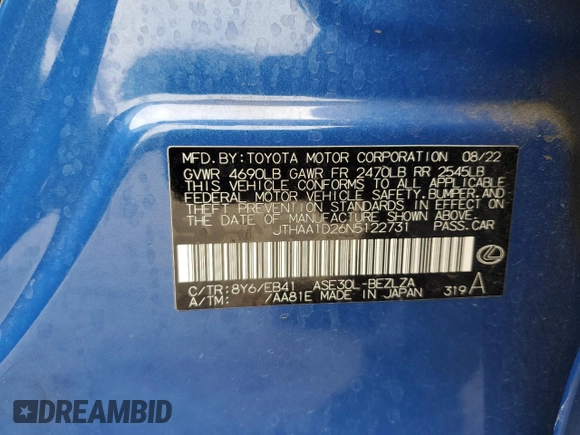 MFD.BY:TOYOTA MOTOR CORPORATION 08/22
GVWR 4690LB GAWR FR 2470LB RR 2545LB
THIS VEHICLE CONFORMS TO ALL APPLICABLE
FEDERAL MOTOR VEHICLE SAFETY, BUMPER, AND
THEFT PREVENTION STANDARDS IN EFFECT ON
THE DATE OF MANUFACTURE SHOWN ABOVE.
JTHAA1D26N5122731 PASS.CAR
C/TR:8Y6/EB41 ASE30L-BEZLZA
A/TM: /AA81E MADE IN JAPAN 319 A
DREAMBID